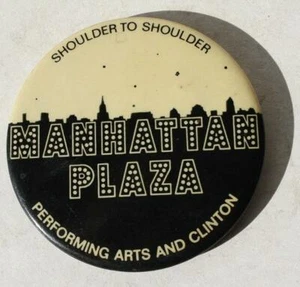 SHOULDER TO SHOULDER
MANHATTAN
PLAZA
PERFORMING ARTS AND CLINTON